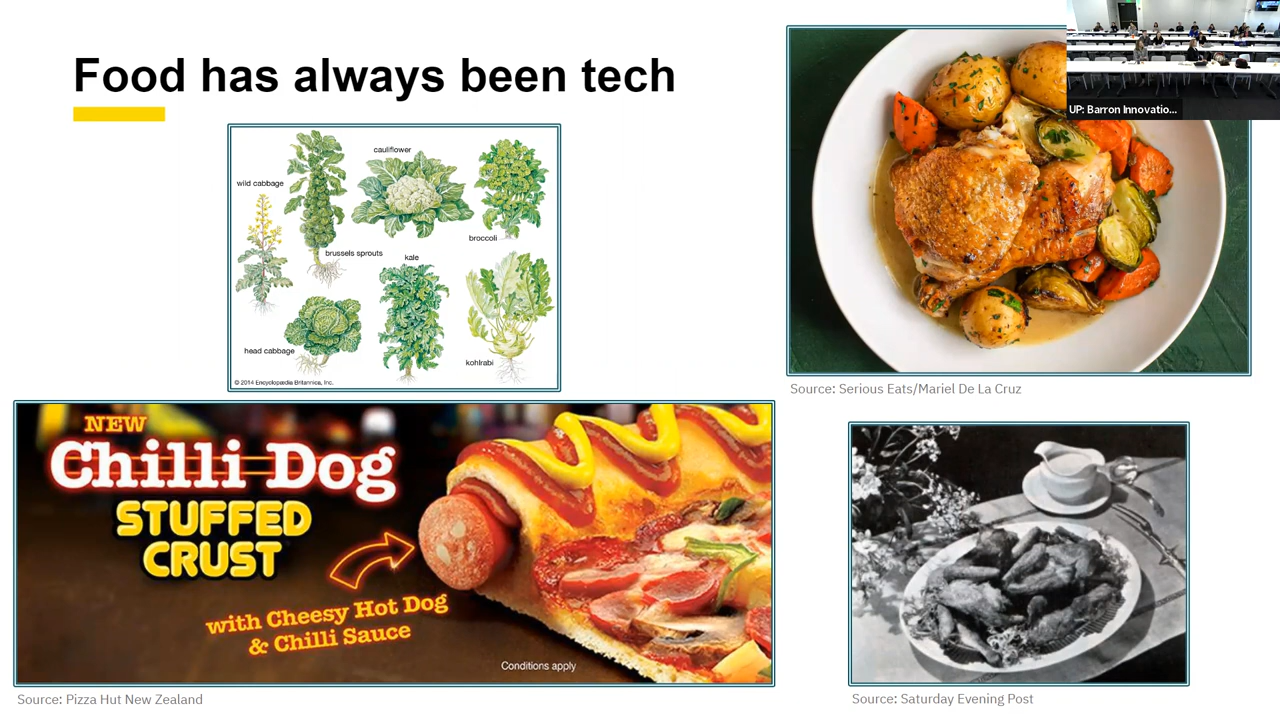 Food has always been tech
UP: Barron Innovatio...
cauliflower
wild cabbage
broccoli
brussels sprouts
kale
head cabbage
kohlrabi
© 2014 Encyclopædia Britannica, Inc.
Source: Serious Eats/Mariel De La Cruz
NEW
Chilli Dog
STUFFED
CRUST
with Cheesy Hot Dog
& Chilli Sauce
Conditions apply
Source: Pizza Hut New Zealand
Source: Saturday Evening Post